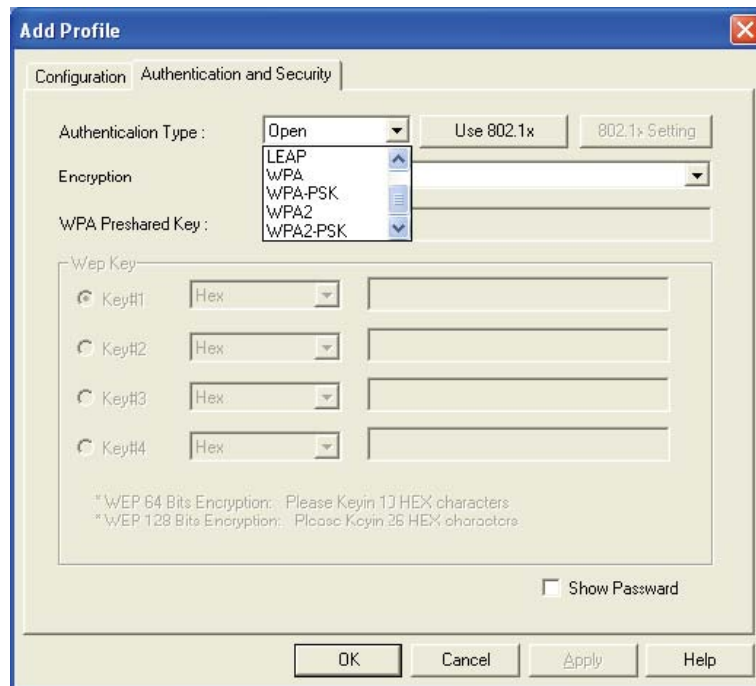 Add Profile
Configuration
Authentication and Security
Authentication Type :
Open
Use 802.1x
802.1x Setting
LEAP
WPA
WPA-PSK
WPA2
WPA2-PSK
Encryption
WPA Preshared Key :
Wep Key
Key#1
Hex
Key#2
Hex
Key#3
Hex
Key#4
Hex
* WEP 64 Bits Encryption: Please Keyin 10 HEX characters
* WEP 128 Bits Encryption: Please Keyin 26 HEX characters
Show Passward
OK
Cancel
Apply
Help